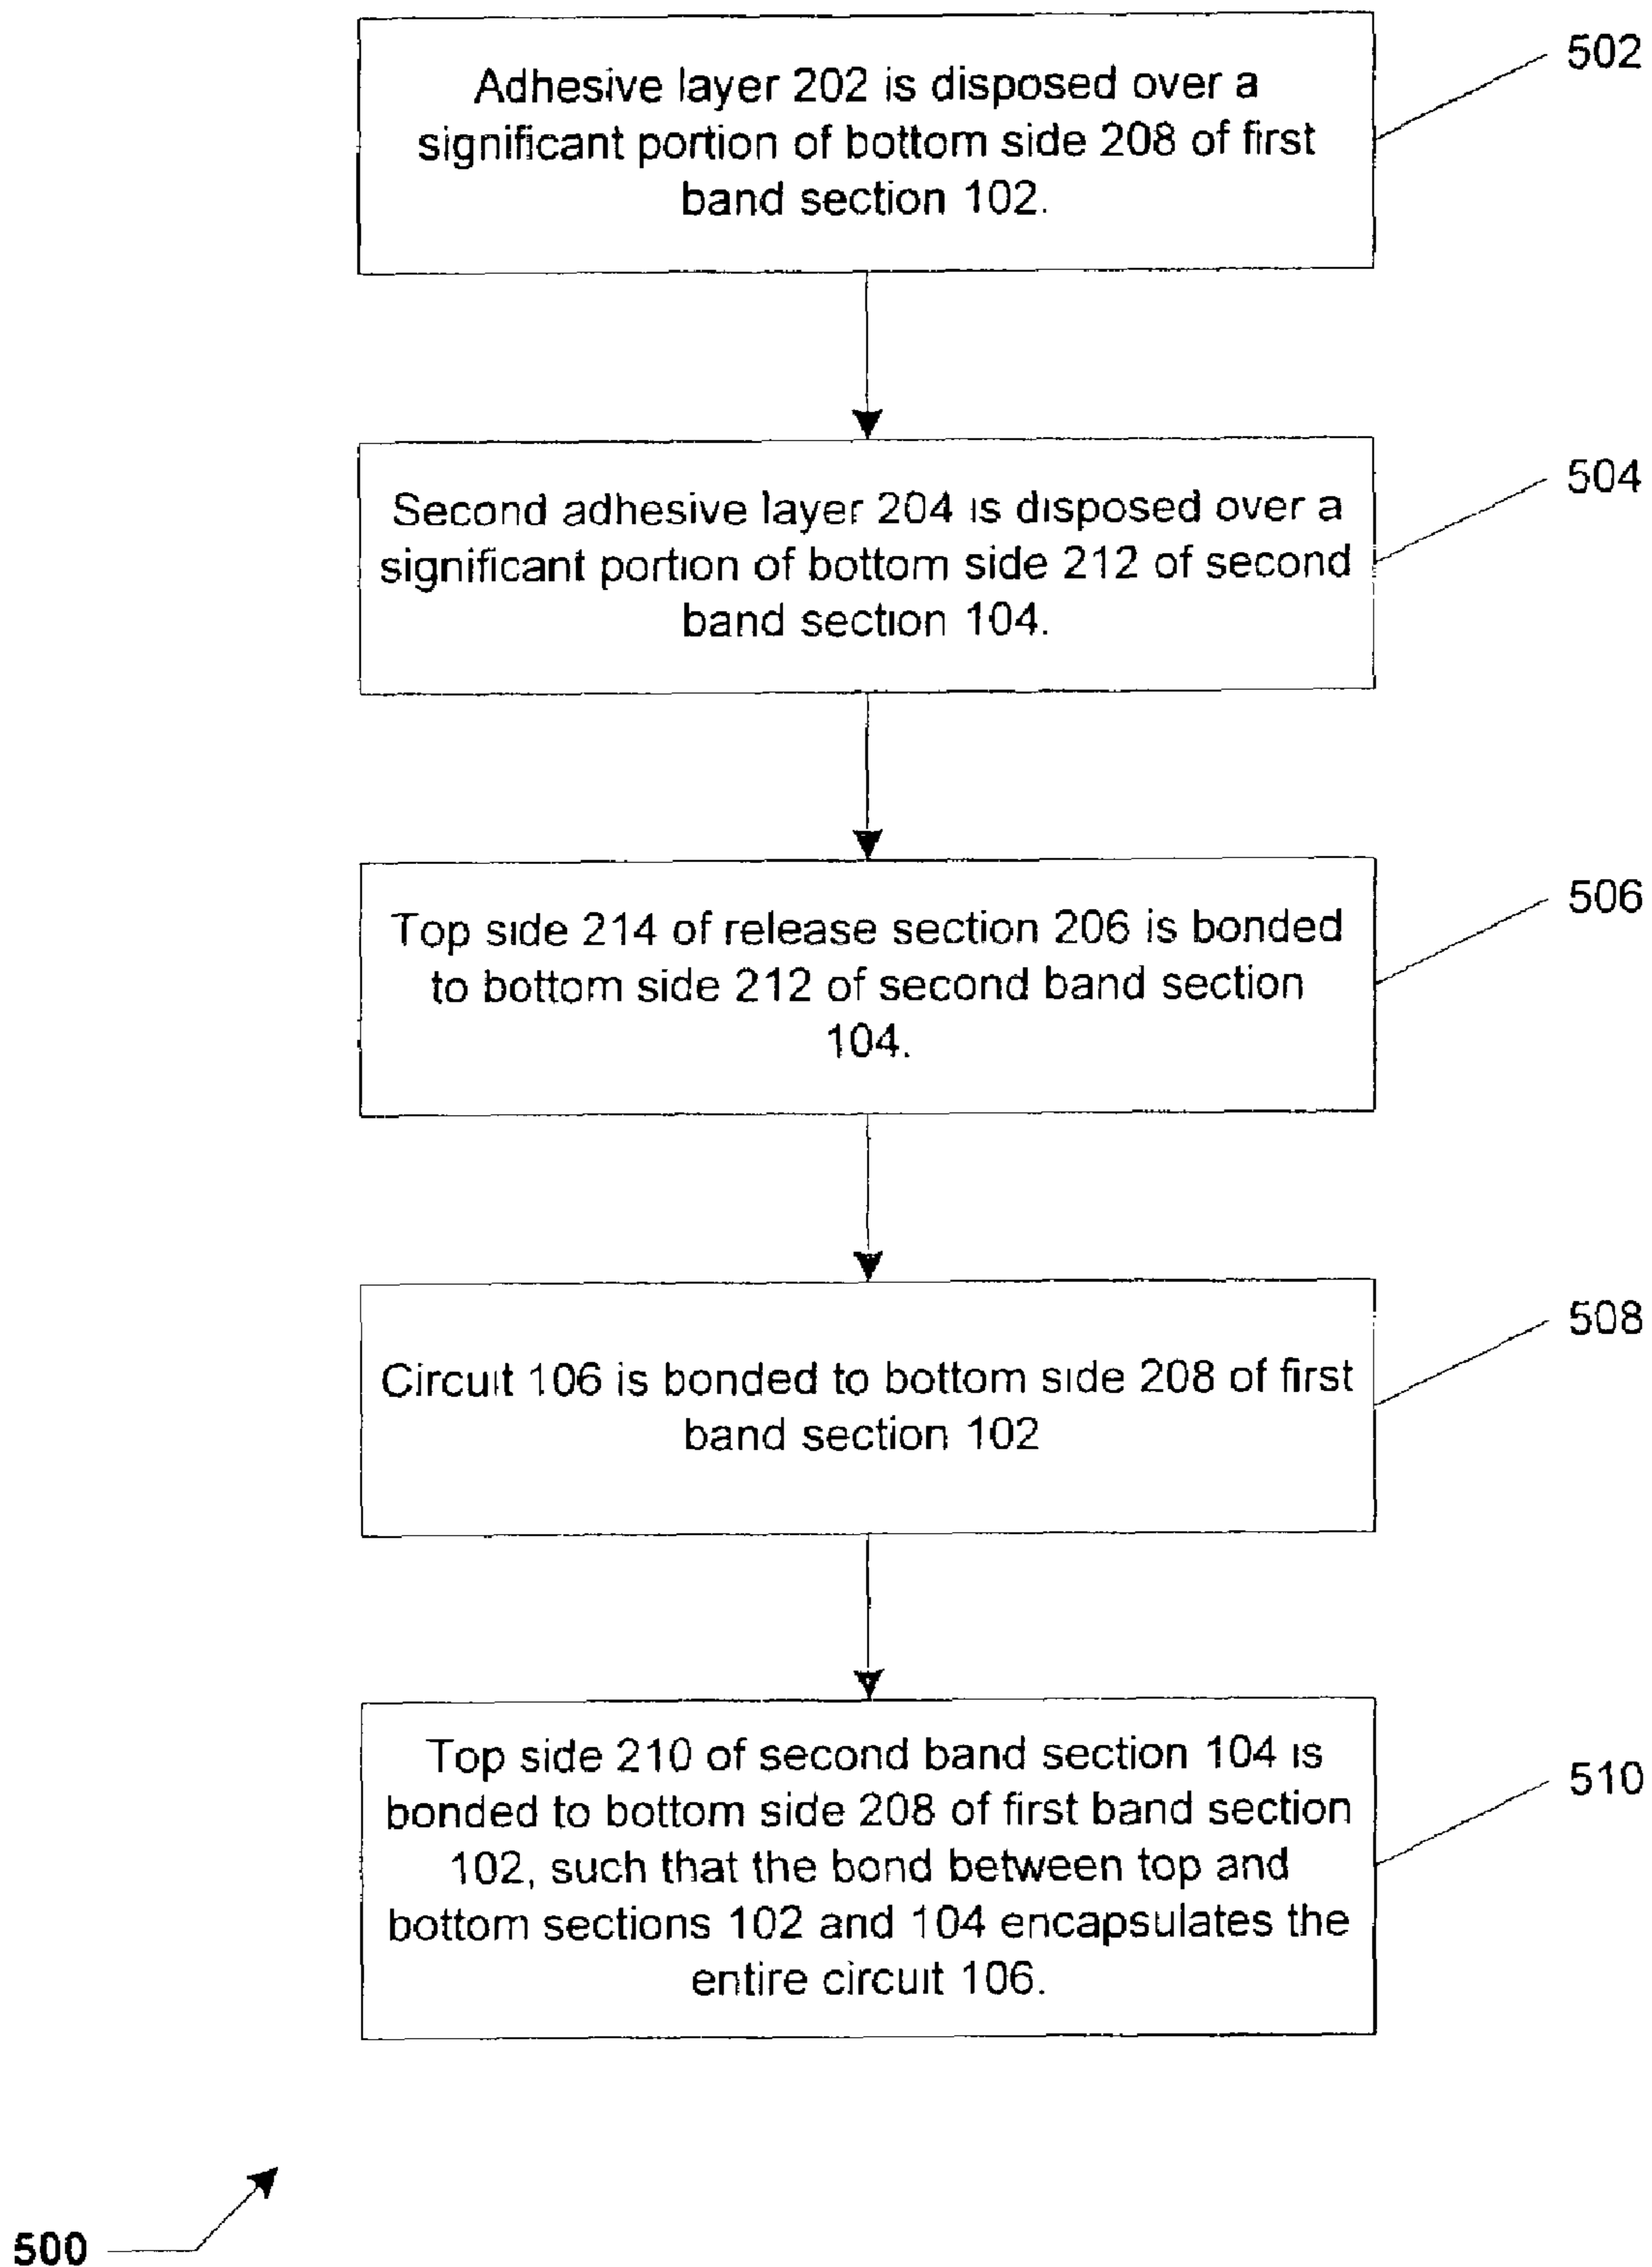 502
Adhesive layer 202 is disposed over a
significant portion of bottom side 208 of first
band section 102.
504
Second adhesive layer 204 is disposed over a
significant portion of bottom side 212 of second
band section 104.
506
Top side 214 of release section 206 is bonded
to bottom side 212 of second band section
104.
508
Circuit 106 is bonded to bottom side 208 of first
band section 102
510
Top side 210 of second band section 104 is
bonded to bottom side 208 of first band section
102, such that the bond between top and
bottom sections 102 and 104 encapsulates the
entire circuit 106.
500